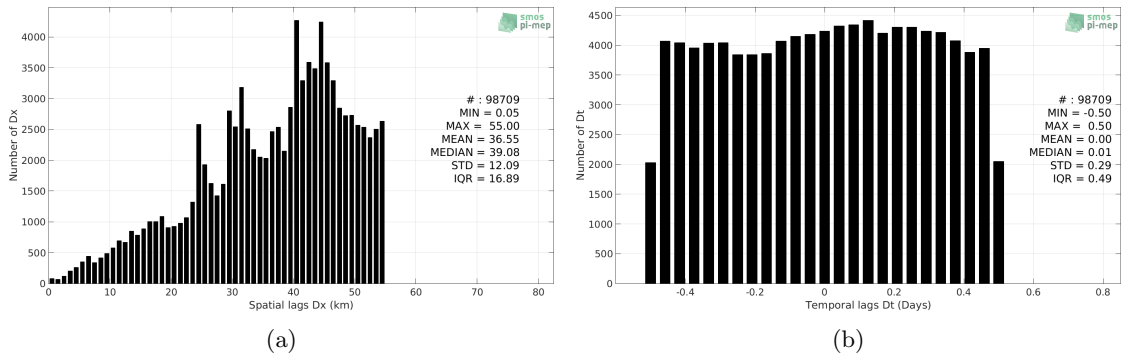 4000
3500
3000
2500
2000
1500
1000
500
0
Number of Dx
smos
pi-mep
# : 98709
MIN = 0.05
MAX = 55.00
MEAN = 36.55
MEDIAN = 39.08
STD = 12.09
IQR = 16.89
0 10 20 30 40 50 60 70 80
Spatial lags Dx (km)
(a)
4500
4000
3500
3000
2500
2000
1500
1000
500
0
Number of Dt
smos
pi-mep
# : 98709
MIN = -0.50
MAX = 0.50
MEAN = 0.00
MEDIAN = 0.01
STD = 0.29
IQR = 0.49
-0.4 -0.2 0 0.2 0.4 0.6 0.8
Temporal lags Dt (Days)
(b)